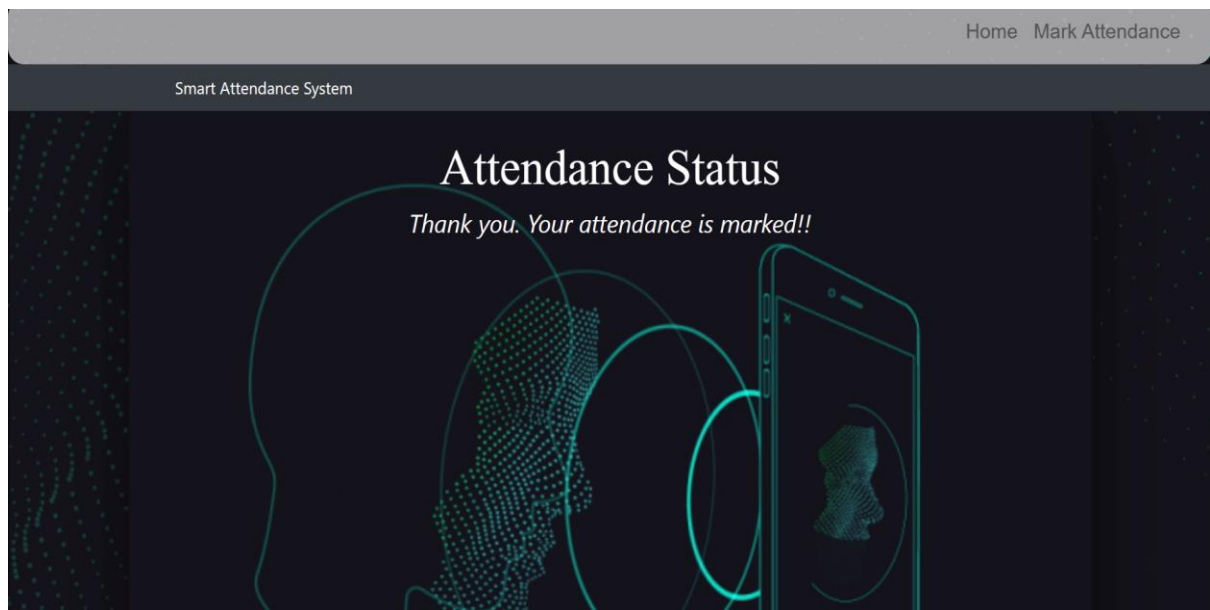 Home Mark Attendance
Smart Attendance System
Attendance Status
Thank you. Your attendance is marked!!